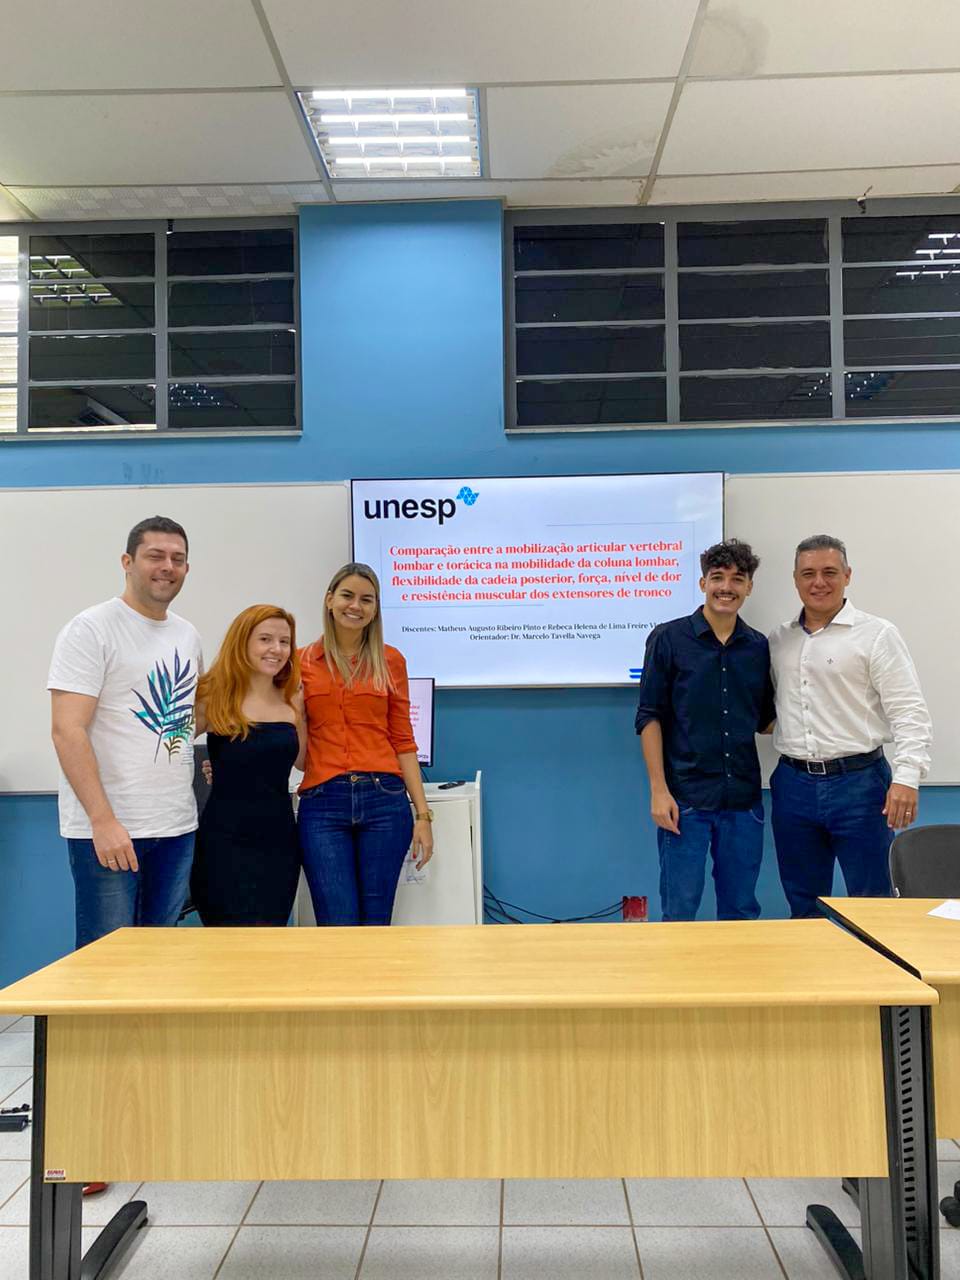 unesp
Comparação entre a mobilização articular vertebral
lombar e torácica na mobilidade da coluna lombar,
flexibilidade da cadeia posterior, força, nível de dor
e resistência muscular dos extensores de tronco
Discentes: Matheus Augusto Ribeiro Pinto e Rebeca Helena de Lima Freire
Orientador: Dr. Marcelo Tavella Navega